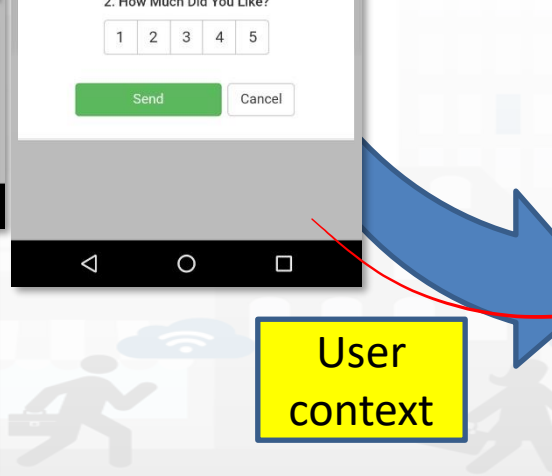 2. How Much Did You Like?
1 2 3 4 5
Send Cancel
User
context